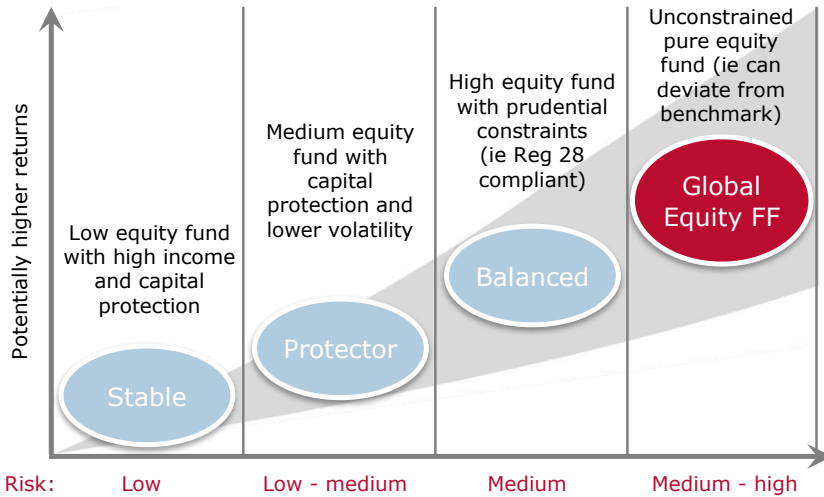 Potentially higher returns
Low equity fund
with high income
and capital
protection
Stable
Medium equity
fund with
capital
protection and
lower volatility
Protector
High equity fund
with prudential
constraints
(ie Reg 28
compliant)
Balanced
Unconstrained
pure equity
fund (ie can
deviate from
benchmark)
Global
Equity FF
Risk: Low Low - medium Medium Medium - high